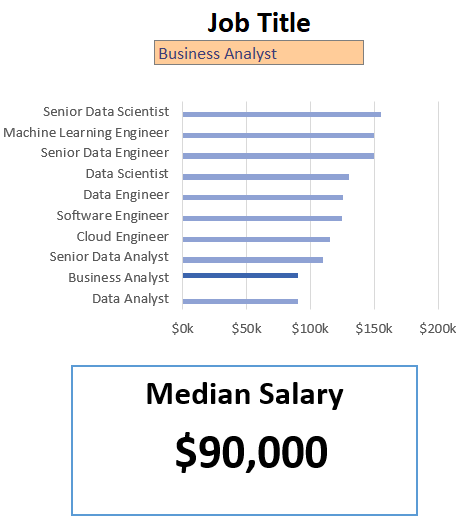 Job Title
Business Analyst
Senior Data Scientist
Machine Learning Engineer
Senior Data Engineer
Data Scientist
Data Engineer
Software Engineer
Cloud Engineer
Senior Data Analyst
Business Analyst
Data Analyst
$0k $50k $100k $150k $200k
Median Salary
$90,000